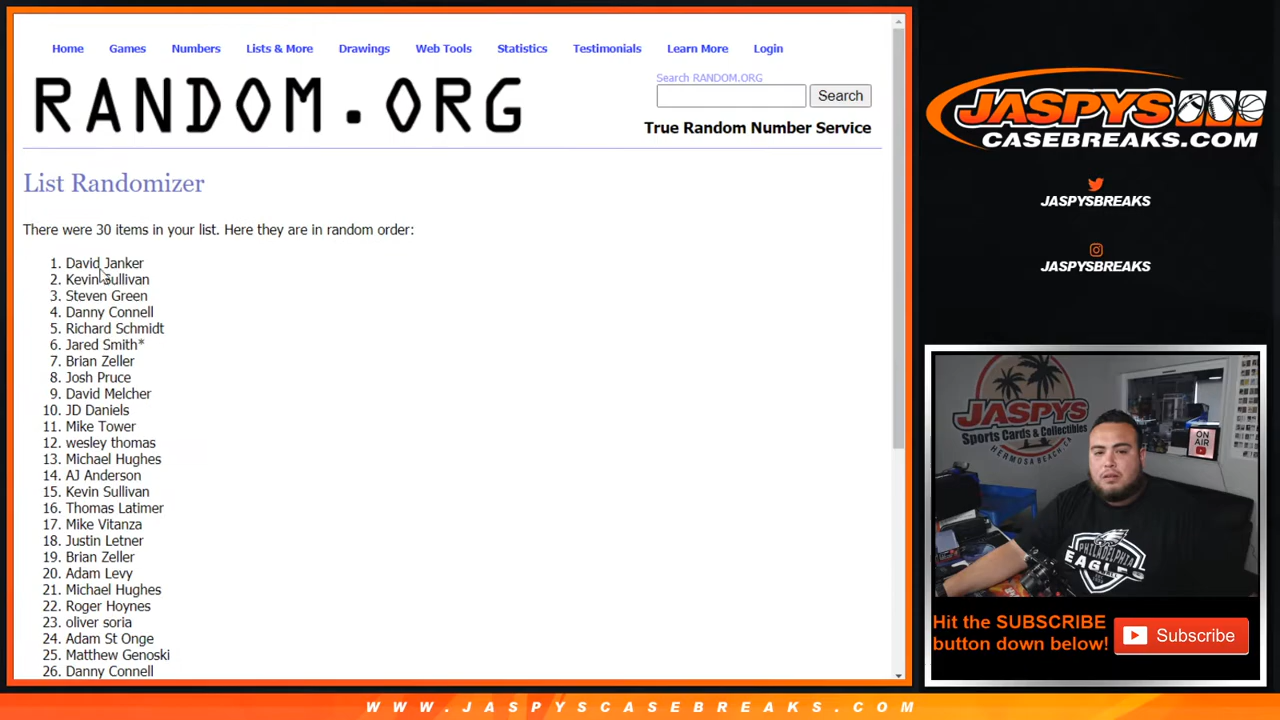 Home Games Numbers Lists & More Drawings Web Tools Statistics Testimonials Learn More Login
RANDOM.ORG
Search RANDOM.ORG
Search
True Random Number Service
List Randomizer
There were 30 items in your list. Here they are in random order:
1. David Janker
2. Kevin Sullivan
3. Steven Green
4. Danny Connell
5. Richard Schmidt
6. Jared Smith*
7. Brian Zeller
8. Josh Pruce
9. David Melcher
10. JD Daniels
11. Mike Tower
12. wesley thomas
13. Michael Hughes
14. AJ Anderson
15. Kevin Sullivan
16. Thomas Latimer
17. Mike Vitanza
18. Justin Letner
19. Brian Zeller
20. Adam Levy
21. Michael Hughes
22. Roger Hoynes
23. oliver soria
24. Adam St Onge
25. Matthew Genoski
26. Danny Connell
JASPYS
CASEBREAKS.COM
JASPYSBREAKS
JASPYSBREAKS
JASPYS
Sports Cards & Collectibles
HERMOSA BEACH, CA
ON
AIR
PHILADELPHIA
EAGLES
Hit the SUBSCRIBE
button down below!
Subscribe
WWW.JASPYSCASEBREAKS.COM